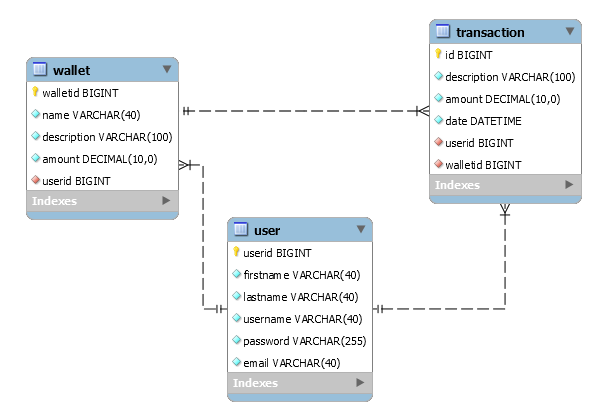 wallet
walletid BIGINT
name VARCHAR(40)
description VARCHAR(100)
amount DECIMAL(10,0)
userid BIGINT
Indexes
transaction
id BIGINT
description VARCHAR(100)
amount DECIMAL(10,0)
date DATETIME
userid BIGINT
walletid BIGINT
Indexes
user
userid BIGINT
firstname VARCHAR(40)
lastname VARCHAR(40)
username VARCHAR(40)
password VARCHAR(255)
email VARCHAR(40)
Indexes